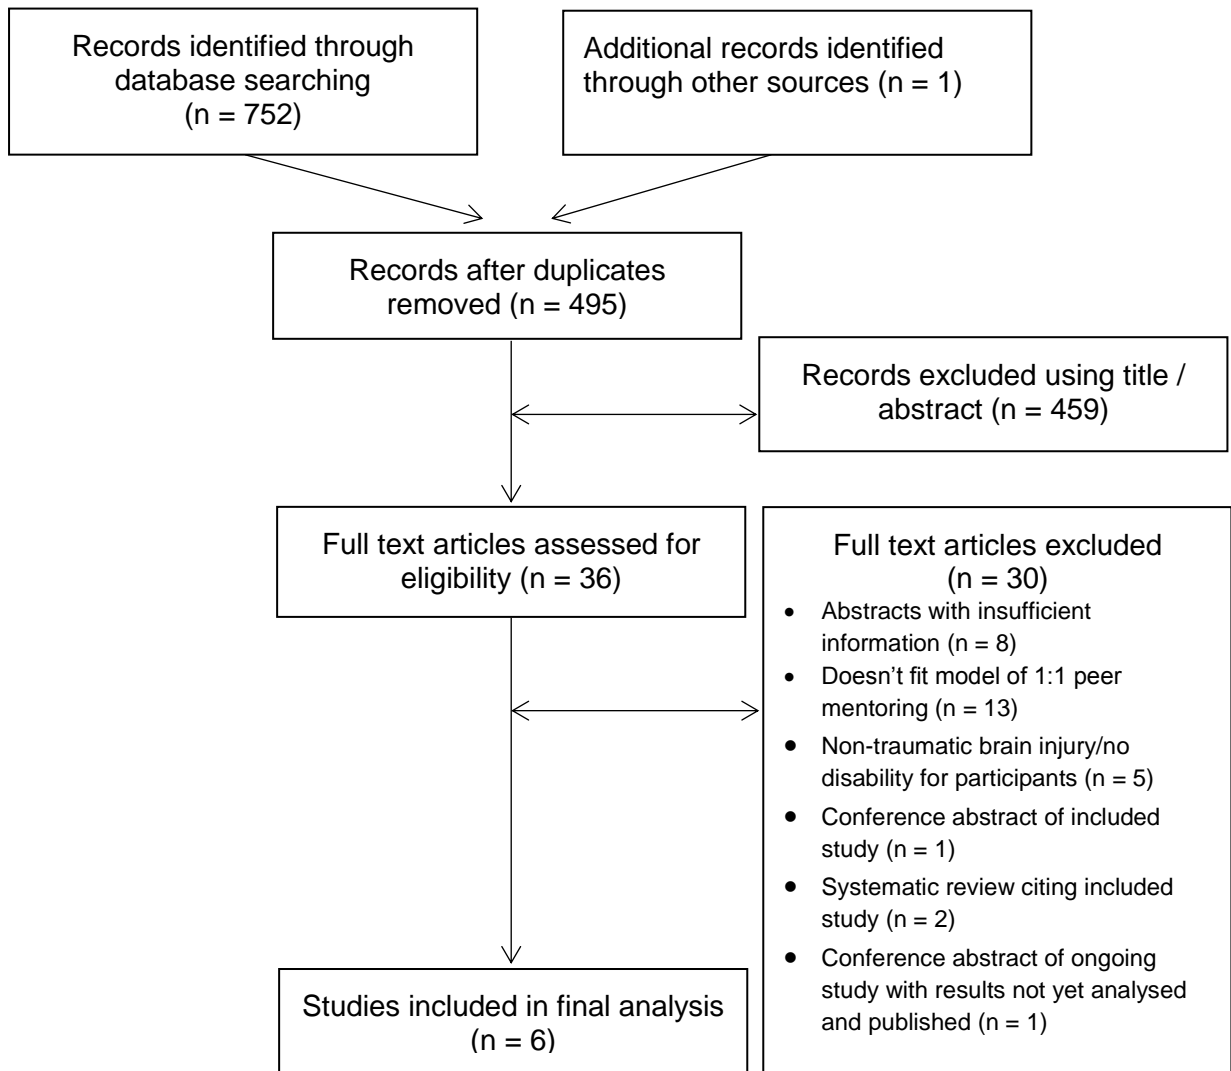 Records identified through
database searching
(n = 752)
Additional records identified
through other sources (n = 1)
Records after duplicates
removed (n = 495)
Records excluded using title /
abstract (n = 459)
Full text articles assessed for
eligibility (n = 36)
Full text articles excluded
(n = 30)
• Abstracts with insufficient
information (n = 8)
• Doesn't fit model of 1:1 peer
mentoring (n = 13)
• Non-traumatic brain injury/no
disability for participants (n = 5)
• Conference abstract of included
study (n = 1)
• Systematic review citing included
study (n = 2)
• Conference abstract of ongoing
study with results not yet analysed
and published (n = 1)
Studies included in final analysis
(n = 6)